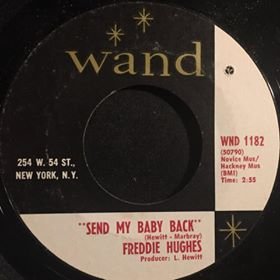 wand
254 W. 54 ST.,
NEW YORK, N.Y.
WND 1182
(50790)
Novice Mus/
Hackney Mus
(BMI)
Time: 2:55
"SEND MY BABY BACK"
(Hewitt - Marbray)
FREDDIE HUGHES
Producer: L. Hewitt